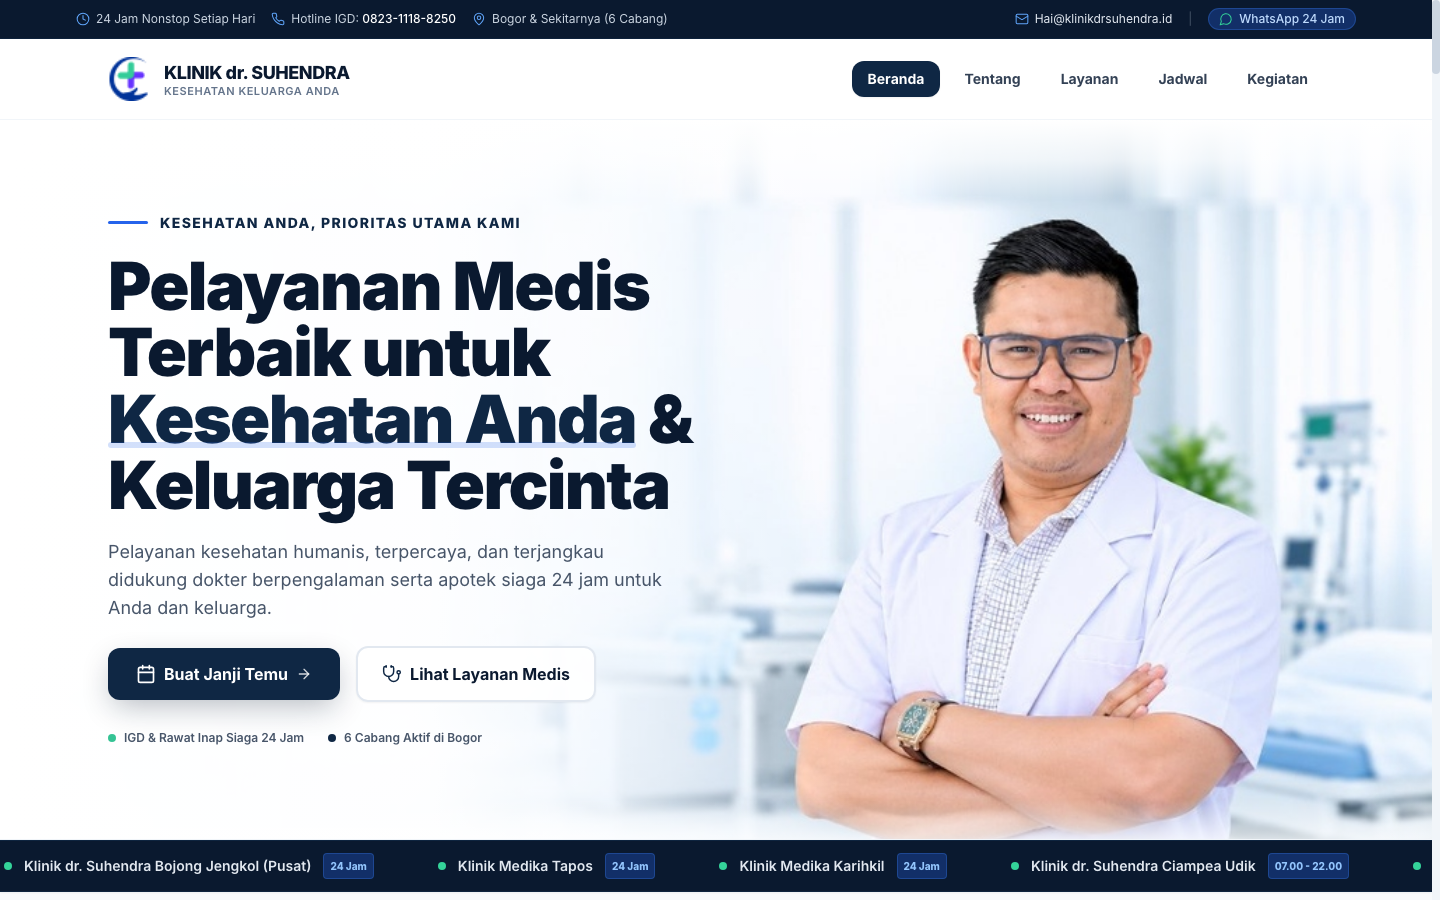 24 Jam Nonstop Setiap Hari
Hotline IGD: 0823-1118-8250
Bogor & Sekitarnya (6 Cabang)
Hai@klinikdrsuhendra.id
WhatsApp 24 Jam
KLINIK dr. SUHENDRA
KESEHATAN KELUARGA ANDA
Beranda
Tentang
Layanan
Jadwal
Kegiatan
KESEHATAN ANDA, PRIORITAS UTAMA KAMI
Pelayanan Medis
Terbaik untuk
Kesehatan Anda &
Keluarga Tercinta
Pelayanan kesehatan humanis, terpercaya, dan terjangkau
didukung dokter berpengalaman serta apotek siaga 24 jam untuk
Anda dan keluarga.
Buat Janji Temu
Lihat Layanan Medis
IGD & Rawat Inap Siaga 24 Jam
6 Cabang Aktif di Bogor
Klinik dr. Suhendra Bojong Jengkol (Pusat)
24 Jam
Klinik Medika Tapos
24 Jam
Klinik Medika Karihkil
24 Jam
Klinik dr. Suhendra Ciampea Udik
07.00 - 22.00